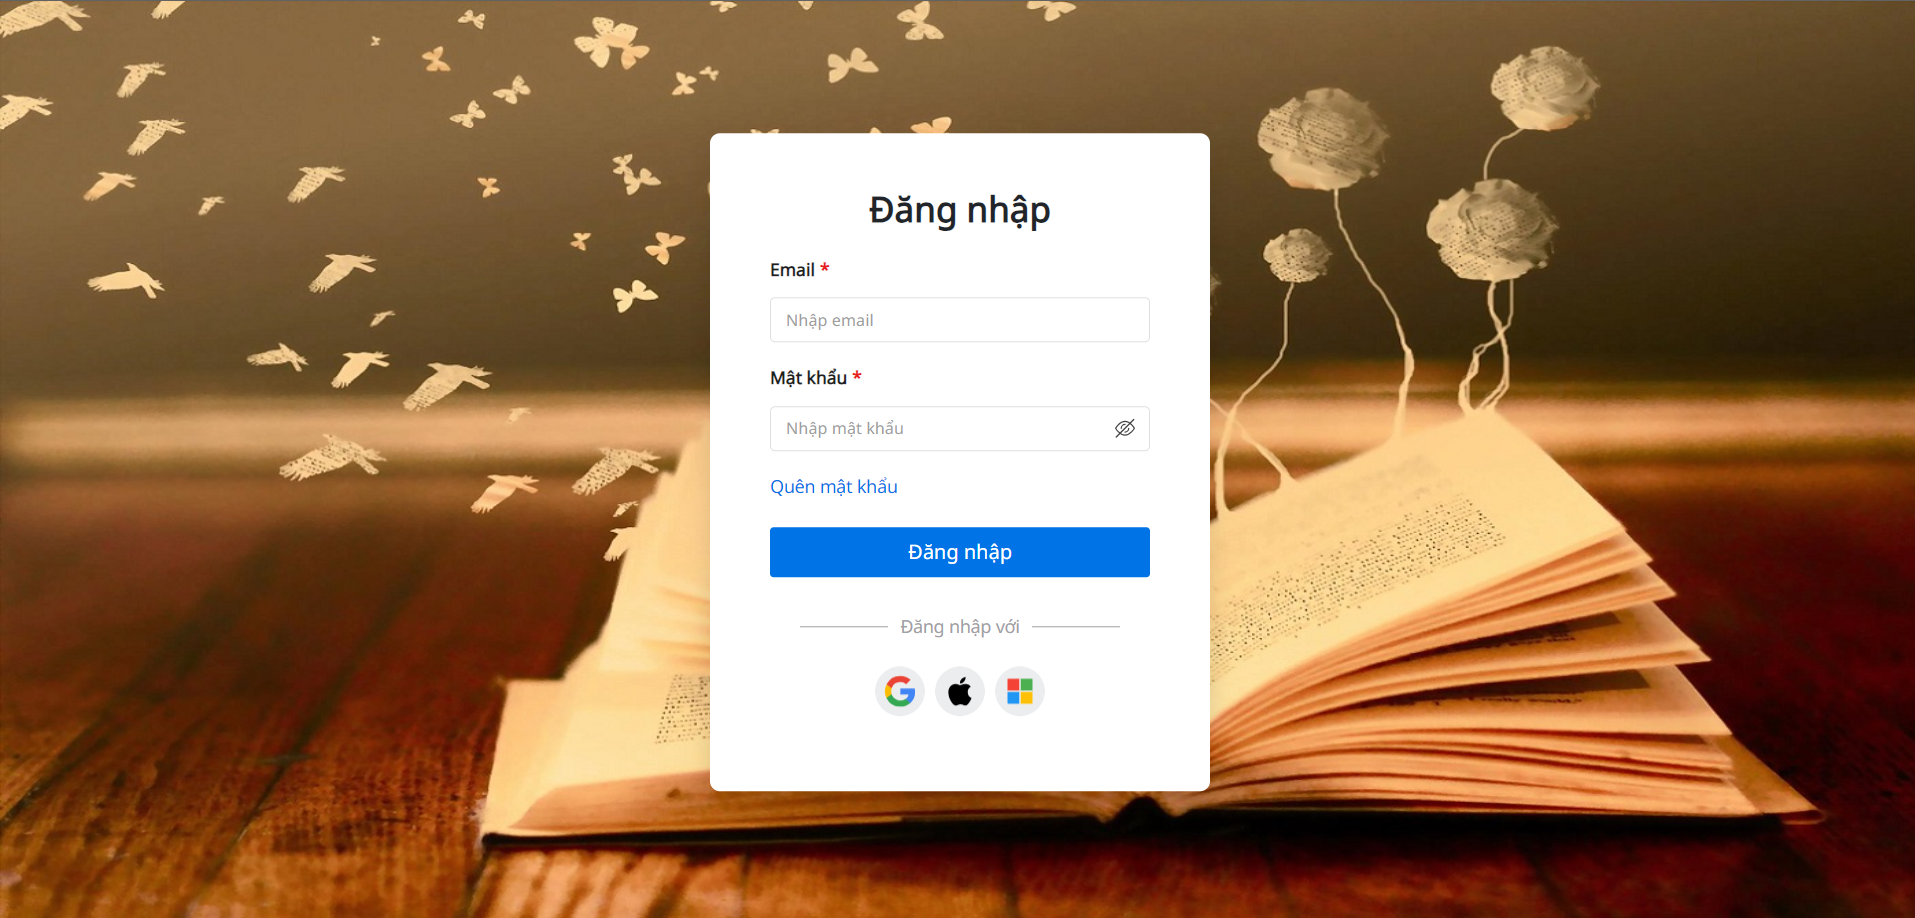 Đăng nhập
Email *
Nhập email
Mật khẩu *
Nhập mật khẩu
Quên mật khẩu
Đăng nhập
Đăng nhập với